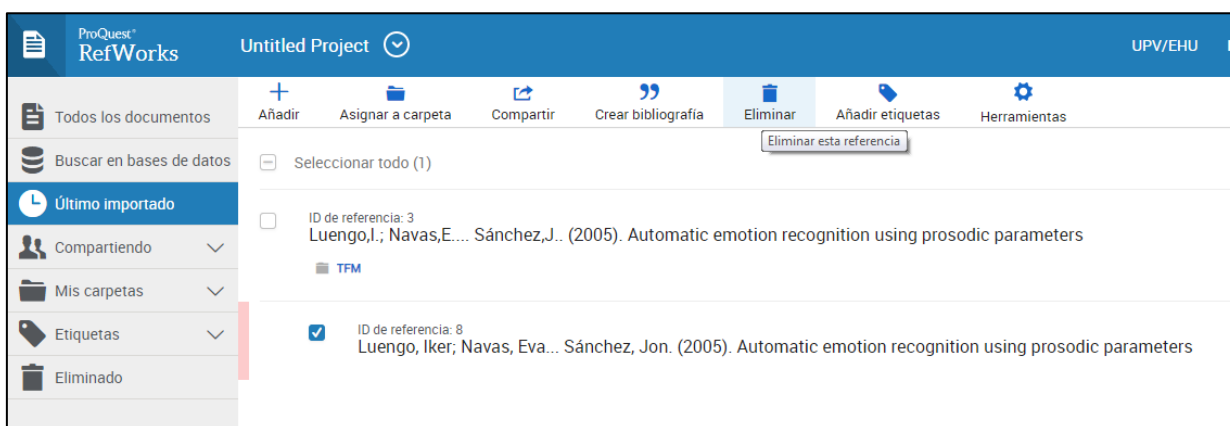 ProQuest®
RefWorks
Untitled Project
UPV/EHU
Todos los documentos
Buscar en bases de datos
Último importado
Compartiendo
Mis carpetas
Etiquetas
Eliminado
Añadir
Asignar a carpeta
Compartir
Crear bibliografía
Eliminar
Añadir etiquetas
Herramientas
Eliminar esta referencia
Seleccionar todo (1)
ID de referencia: 3
Luengo,I.; Navas,E.... Sánchez,J.. (2005). Automatic emotion recognition using prosodic parameters
TFM
ID de referencia: 8
Luengo, Iker; Navas, Eva... Sánchez, Jon. (2005). Automatic emotion recognition using prosodic parameters